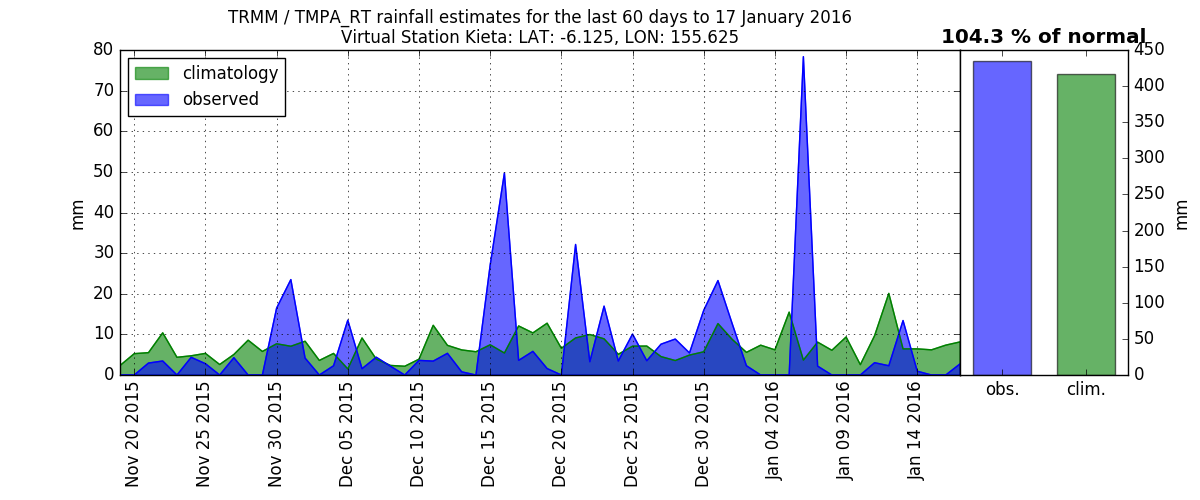 TRMM / TMPA_RT rainfall estimates for the last 60 days to 17 January 2016
Virtual Station Kieta: LAT: -6.125, LON: 155.625
104.3 % of normal
climatology
observed
mm
80
70
60
50
40
30
20
10
0
Nov 20 2015
Nov 25 2015
Nov 30 2015
Dec 05 2015
Dec 10 2015
Dec 15 2015
Dec 20 2015
Dec 25 2015
Dec 30 2015
Jan 04 2016
Jan 09 2016
Jan 14 2016
450
400
350
300
250
200
150
100
50
0
mm
obs.
clim.